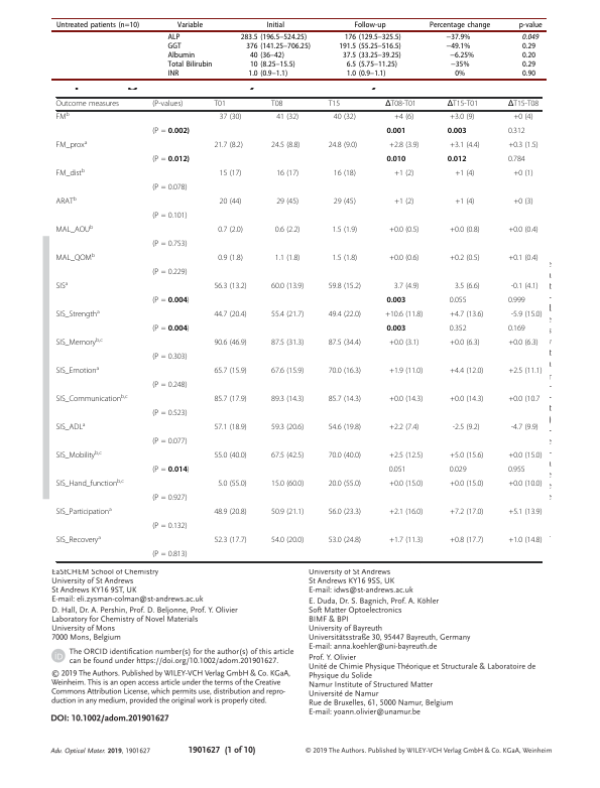 Untreated patients (n=10) Variable Initial Follow-up Percentage change p-value
ALP 283.5 (196.5–524.25) 176 (129.5–325.5) −37.9% 0.049
GGT 376 (141.25–706.25) 191.5 (55.25–516.5) −49.1% 0.29
Albumin 40 (36–42) 37.5 (33.25–39.25) −6.25% 0.20
Total Bilirubin 10 (8.25–15.5) 6.5 (5.75–11.25) −35% 0.29
INR 1.0 (0.9–1.1) 1.0 (0.9–1.1) 0% 0.90
Outcome measures (P-values) T01 T08 T15 ΔT08-T01 ΔT15-T01 ΔT15-T08
FMᵇ 37 (30) 41 (32) 40 (32) +4 (6) +3.0 (9) +0 (4)
(P = 0.002) 0.001 0.003 0.312
FM_proxᵃ 21.7 (8.2) 24.5 (8.8) 24.8 (9.0) +2.8 (3.9) +3.1 (4.4) +0.3 (1.5)
(P = 0.012) 0.010 0.012 0.784
FM_distᵇ 15 (17) 16 (17) 16 (18) +1 (2) +1 (4) +0 (1)
(P = 0.078)
ARATᵇ 20 (44) 29 (45) 29 (45) +1 (2) +1 (4) +0 (3)
(P = 0.101)
MAL_AOUᵇ 0.7 (2.0) 0.6 (2.2) 1.5 (1.9) +0.0 (0.5) +0.0 (0.8) +0.0 (0.4)
(P = 0.753)
MAL_QOMᵇ 0.9 (1.8) 1.1 (1.8) 1.5 (1.8) +0.0 (0.6) +0.2 (0.5) +0.1 (0.4)
(P = 0.229)
SISᵃ 56.3 (13.2) 60.0 (13.9) 59.8 (15.2) 3.7 (4.9) 3.5 (6.6) -0.1 (4.1)
(P = 0.004) 0.003 0.055 0.999
SIS_Strengthᵃ 44.7 (20.4) 55.4 (21.7) 49.4 (22.0) +10.6 (11.8) +4.7 (13.6) -5.9 (15.0)
(P = 0.004) 0.003 0.352 0.169
SIS_Memoryᵇ,ᶜ 90.6 (46.9) 87.5 (31.3) 87.5 (34.4) +0.0 (3.1) +0.0 (6.3) +0.0 (6.3)
(P = 0.303)
SIS_Emotionᵃ 65.7 (15.9) 67.6 (15.9) 70.0 (16.3) +1.9 (11.0) +4.4 (12.0) +2.5 (11.1)
(P = 0.248)
SIS_Communicationᵇ,ᶜ 85.7 (17.9) 89.3 (14.3) 85.7 (14.3) +0.0 (14.3) +0.0 (14.3) +0.0 (10.7
(P = 0.523)
SIS_ADLᵃ 57.1 (18.9) 59.3 (20.6) 54.6 (19.8) +2.2 (7.4) -2.5 (9.2) -4.7 (9.9)
(P = 0.077)
SIS_Mobilityᵇ,ᶜ 55.0 (40.0) 67.5 (42.5) 70.0 (40.0) +2.5 (12.5) +5.0 (15.6) +0.0 (15.0)
(P = 0.014) 0.051 0.029 0.955
SIS_Hand_functionᵇ,ᶜ 5.0 (55.0) 15.0 (60.0) 20.0 (55.0) +0.0 (15.0) +0.0 (15.0) +0.0 (10.0)
(P = 0.927)
SIS_Participationᵃ 48.9 (20.8) 50.9 (21.1) 56.0 (23.3) +2.1 (16.0) +7.2 (17.0) +5.1 (13.9)
(P = 0.132)
SIS_Recoveryᵃ 52.3 (17.7) 54.0 (20.0) 53.0 (24.8) +1.7 (11.3) +0.8 (17.7) +1.0 (14.8)
(P = 0.813)
EaStCHEM School of Chemistry
University of St Andrews
St Andrews KY16 9ST, UK
E-mail: eli.zysman-colman@st-andrews.ac.uk
D. Hall, Dr. A. Pershin, Prof. D. Beljonne, Prof. Y. Olivier
Laboratory for Chemistry of Novel Materials
University of Mons
7000 Mons, Belgium
The ORCID identification number(s) for the author(s) of this article
can be found under https://doi.org/10.1002/adom.201901627.
© 2019 The Authors. Published by WILEY-VCH Verlag GmbH & Co. KGaA,
Weinheim. This is an open access article under the terms of the Creative
Commons Attribution License, which permits use, distribution and repro-
duction in any medium, provided the original work is properly cited.
DOI: 10.1002/adom.201901627
University of St Andrews
St Andrews KY16 9SS, UK
E-mail: idws@st-andrews.ac.uk
E. Duda, Dr. S. Bagnich, Prof. A. Köhler
Soft Matter Optoelectronics
BIMF & BPI
University of Bayreuth
Universitätsstraße 30, 95447 Bayreuth, Germany
E-mail: anna.koehler@uni-bayreuth.de
Prof. Y. Olivier
Unité de Chimie Physique Théorique et Structurale & Laboratoire de
Physique du Solide
Namur Institute of Structured Matter
Université de Namur
Rue de Bruxelles, 61, 5000 Namur, Belgium
E-mail: yoann.olivier@unamur.be
Adv. Optical Mater. 2019, 1901627 1901627 (1 of 10) © 2019 The Authors. Published by WILEY-VCH Verlag GmbH & Co. KGaA, Weinheim